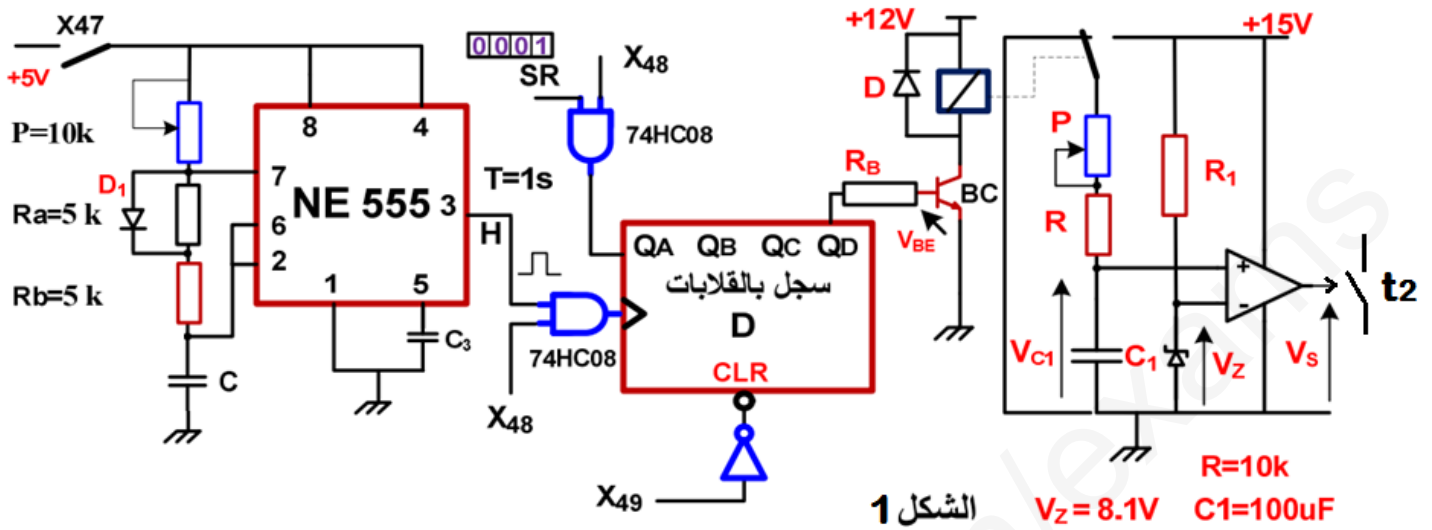 X47
+5V
P=10k
D1
Ra=5 k
Rb=5 k
C
8 4
7
NE 555
3
6
2
1 5
C3
T=1s
H
0001
SR
X48
74HC08
74HC08
X48
QA QB QC QD
سجل بالقلابات
D
CLR
X49
+12V
D
RB
BC
VBE
+15V
P
R
R1
+
-
VC1
C1
VZ
VS
t2
الشكل 1
R=10k
VZ = 8.1V C1=100uF
n/exams